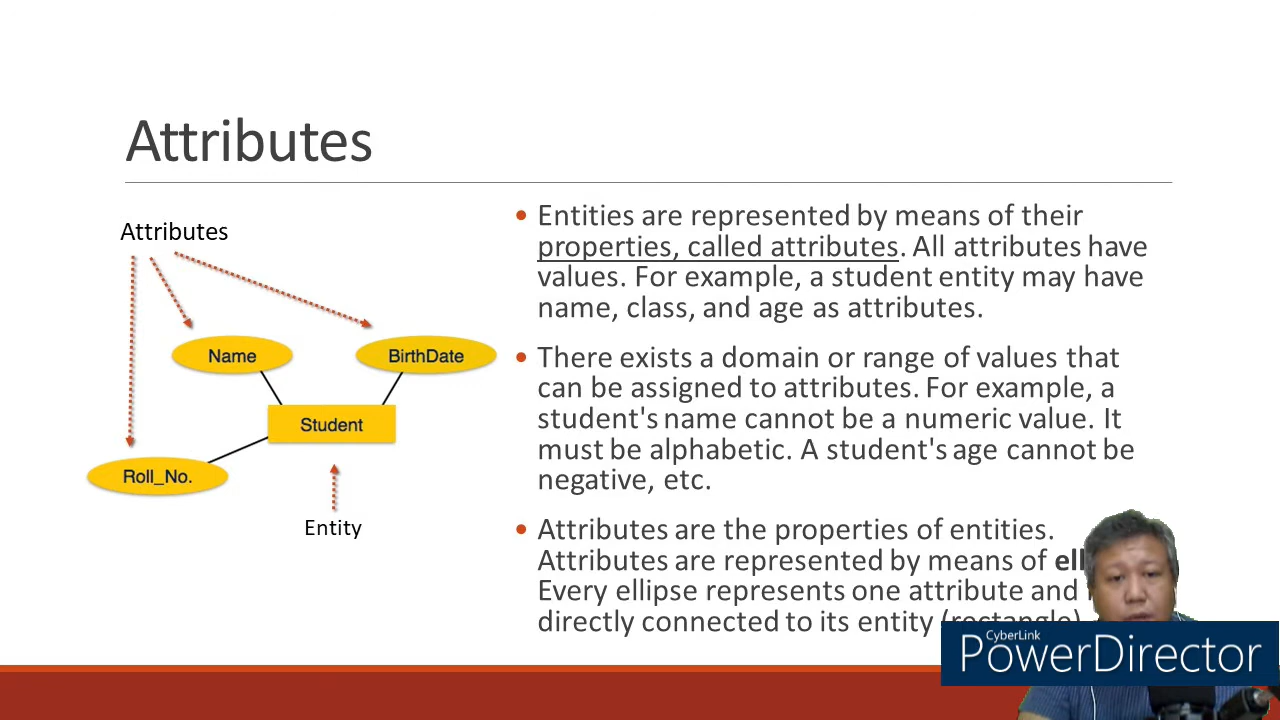 Attributes
Attributes
Name
BirthDate
Student
Roll_No.
Entity
• Entities are represented by means of their
properties, called attributes. All attributes have
values. For example, a student entity may have
name, class, and age as attributes.
• There exists a domain or range of values that
can be assigned to attributes. For example, a
student's name cannot be a numeric value. It
must be alphabetic. A student's age cannot be
negative, etc.
• Attributes are the properties of entities.
Attributes are represented by means of
Every ellipse represents one attribute and
directly connected to its entity (rectangle)
CyberLink
PowerDirector